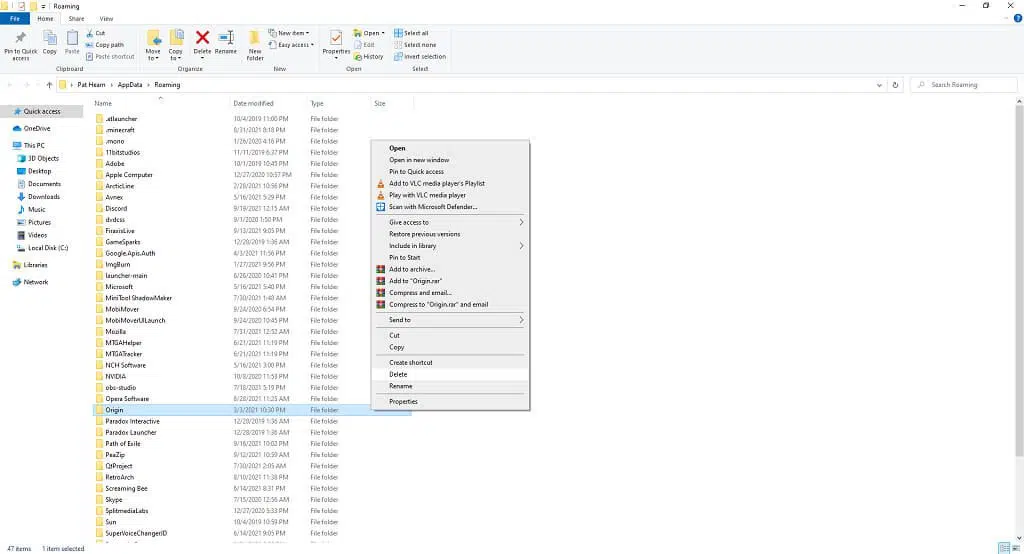 Roaming
File Home Share View
Pin to Quick access
Copy
Paste
Cut
Copy path
Paste shortcut
Clipboard
Move to
Copy to
Delete
Rename
Organize
New folder
New item
Easy access
New
Properties
Open
Edit
History
Open
Select all
Select none
Invert selection
Select
Pat Hearn > AppData > Roaming
Search Roaming
Name Date modified Type Size
Quick access
OneDrive
This PC
3D Objects
Desktop
Documents
Downloads
Music
Pictures
Videos
Local Disk (C:)
Libraries
Network
.atlauncher 10/4/2019 11:00 PM File folder
.minecraft 8/31/2021 8:18 PM File folder
.mono 1/26/2020 4:16 PM File folder
11bitstudios 11/11/2019 6:37 PM File folder
Adobe 10/1/2019 10:45 PM File folder
Apple Computer 12/27/2020 10:57 PM File folder
ArcticLine 2/28/2021 10:56 PM File folder
Avnex 5/16/2021 5:29 PM File folder
Discord 9/19/2021 12:15 AM File folder
dvdcss 9/1/2020 1:50 PM File folder
FiraxisLive 9/13/2021 9:05 PM File folder
GameSparks 12/20/2019 1:36 AM File folder
Google.Apis.Auth 4/3/2021 11:56 PM File folder
ImgBurn 1/27/2021 9:56 PM File folder
launcher-main 6/26/2020 10:41 PM File folder
Microsoft 5/16/2021 5:40 PM File folder
MiniTool ShadowMaker 7/30/2021 1:40 AM File folder
MobiMover 9/24/2020 6:54 PM File folder
MobiMoverUILaunch 9/24/2020 10:45 PM File folder
Mozilla 7/31/2021 12:52 AM File folder
MTGAHelper 6/21/2021 11:19 PM File folder
MTGATracker 6/21/2021 11:19 PM File folder
NCH Software 5/16/2021 3:00 PM File folder
NVIDIA 10/8/2020 11:53 PM File folder
obs-studio 7/18/2021 5:19 PM File folder
Opera Software 8/28/2021 11:25 AM File folder
Origin 3/3/2021 10:30 PM File folder
Paradox Interactive 12/20/2019 1:36 AM File folder
Paradox Launcher 12/28/2019 1:36 AM File folder
Path of Exile 9/16/2021 10:02 PM File folder
PeaZip 9/12/2021 10:59 AM File folder
QtProject 7/30/2021 2:05 AM File folder
RetroArch 8/10/2021 11:38 PM File folder
Screaming Bee 6/14/2021 8:31 PM File folder
Skype 7/15/2020 12:56 AM File folder
SplitmediaLabs 12/27/2020 5:33 PM File folder
Sun 10/4/2019 10:59 PM File folder
SuperVoiceChangerID 6/14/2021 9:05 PM File folder
Open
Open in new window
Pin to Quick access
Add to VLC media player's Playlist
Play with VLC media player
Scan with Microsoft Defender...
Give access to
Restore previous versions
Include in library
Pin to Start
Add to archive...
Add to "Origin.rar"
Compress and email...
Compress to "Origin.rar" and email
Send to
Cut
Copy
Create shortcut
Delete
Rename
Properties
47 items 1 item selected